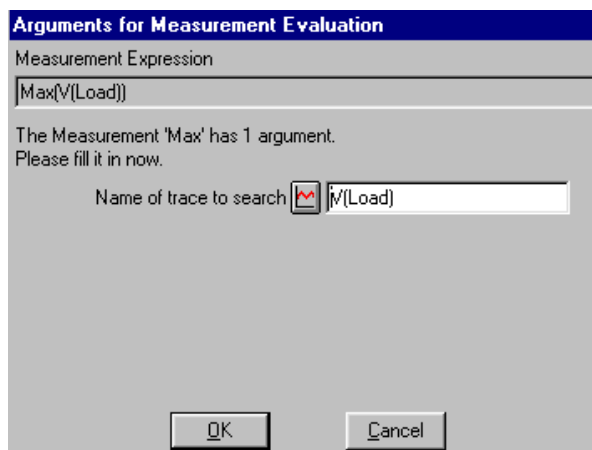 Arguments for Measurement Evaluation
Measurement Expression
Max(V(Load))
The Measurement 'Max' has 1 argument.
Please fill it in now.
Name of trace to search V(Load)
OK Cancel